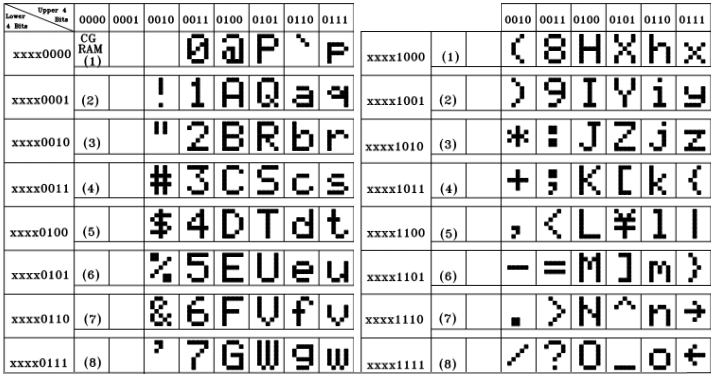 Upper 4 Bits
Lower 4 Bits
0000 0001 0010 0011 0100 0101 0110 0111
xxxx0000 CG RAM (1) 0 @ P ` p
xxxx0001 (2) ! 1 A Q a q
xxxx0010 (3) " 2 B R b r
xxxx0011 (4) # 3 C S c s
xxxx0100 (5) $ 4 D T d t
xxxx0101 (6) % 5 E U e u
xxxx0110 (7) & 6 F V f v
xxxx0111 (8) ' 7 G W g w
0010 0011 0100 0101 0110 0111
xxxx1000 (1) ( 8 H X h x
xxxx1001 (2) ) 9 I Y i y
xxxx1010 (3) * : J Z j z
xxxx1011 (4) + ; K [ k {
xxxx1100 (5) , < L ¥ l |
xxxx1101 (6) - = M ] m }
xxxx1110 (7) . > N ^ n →
xxxx1111 (8) / ? O _ o ←